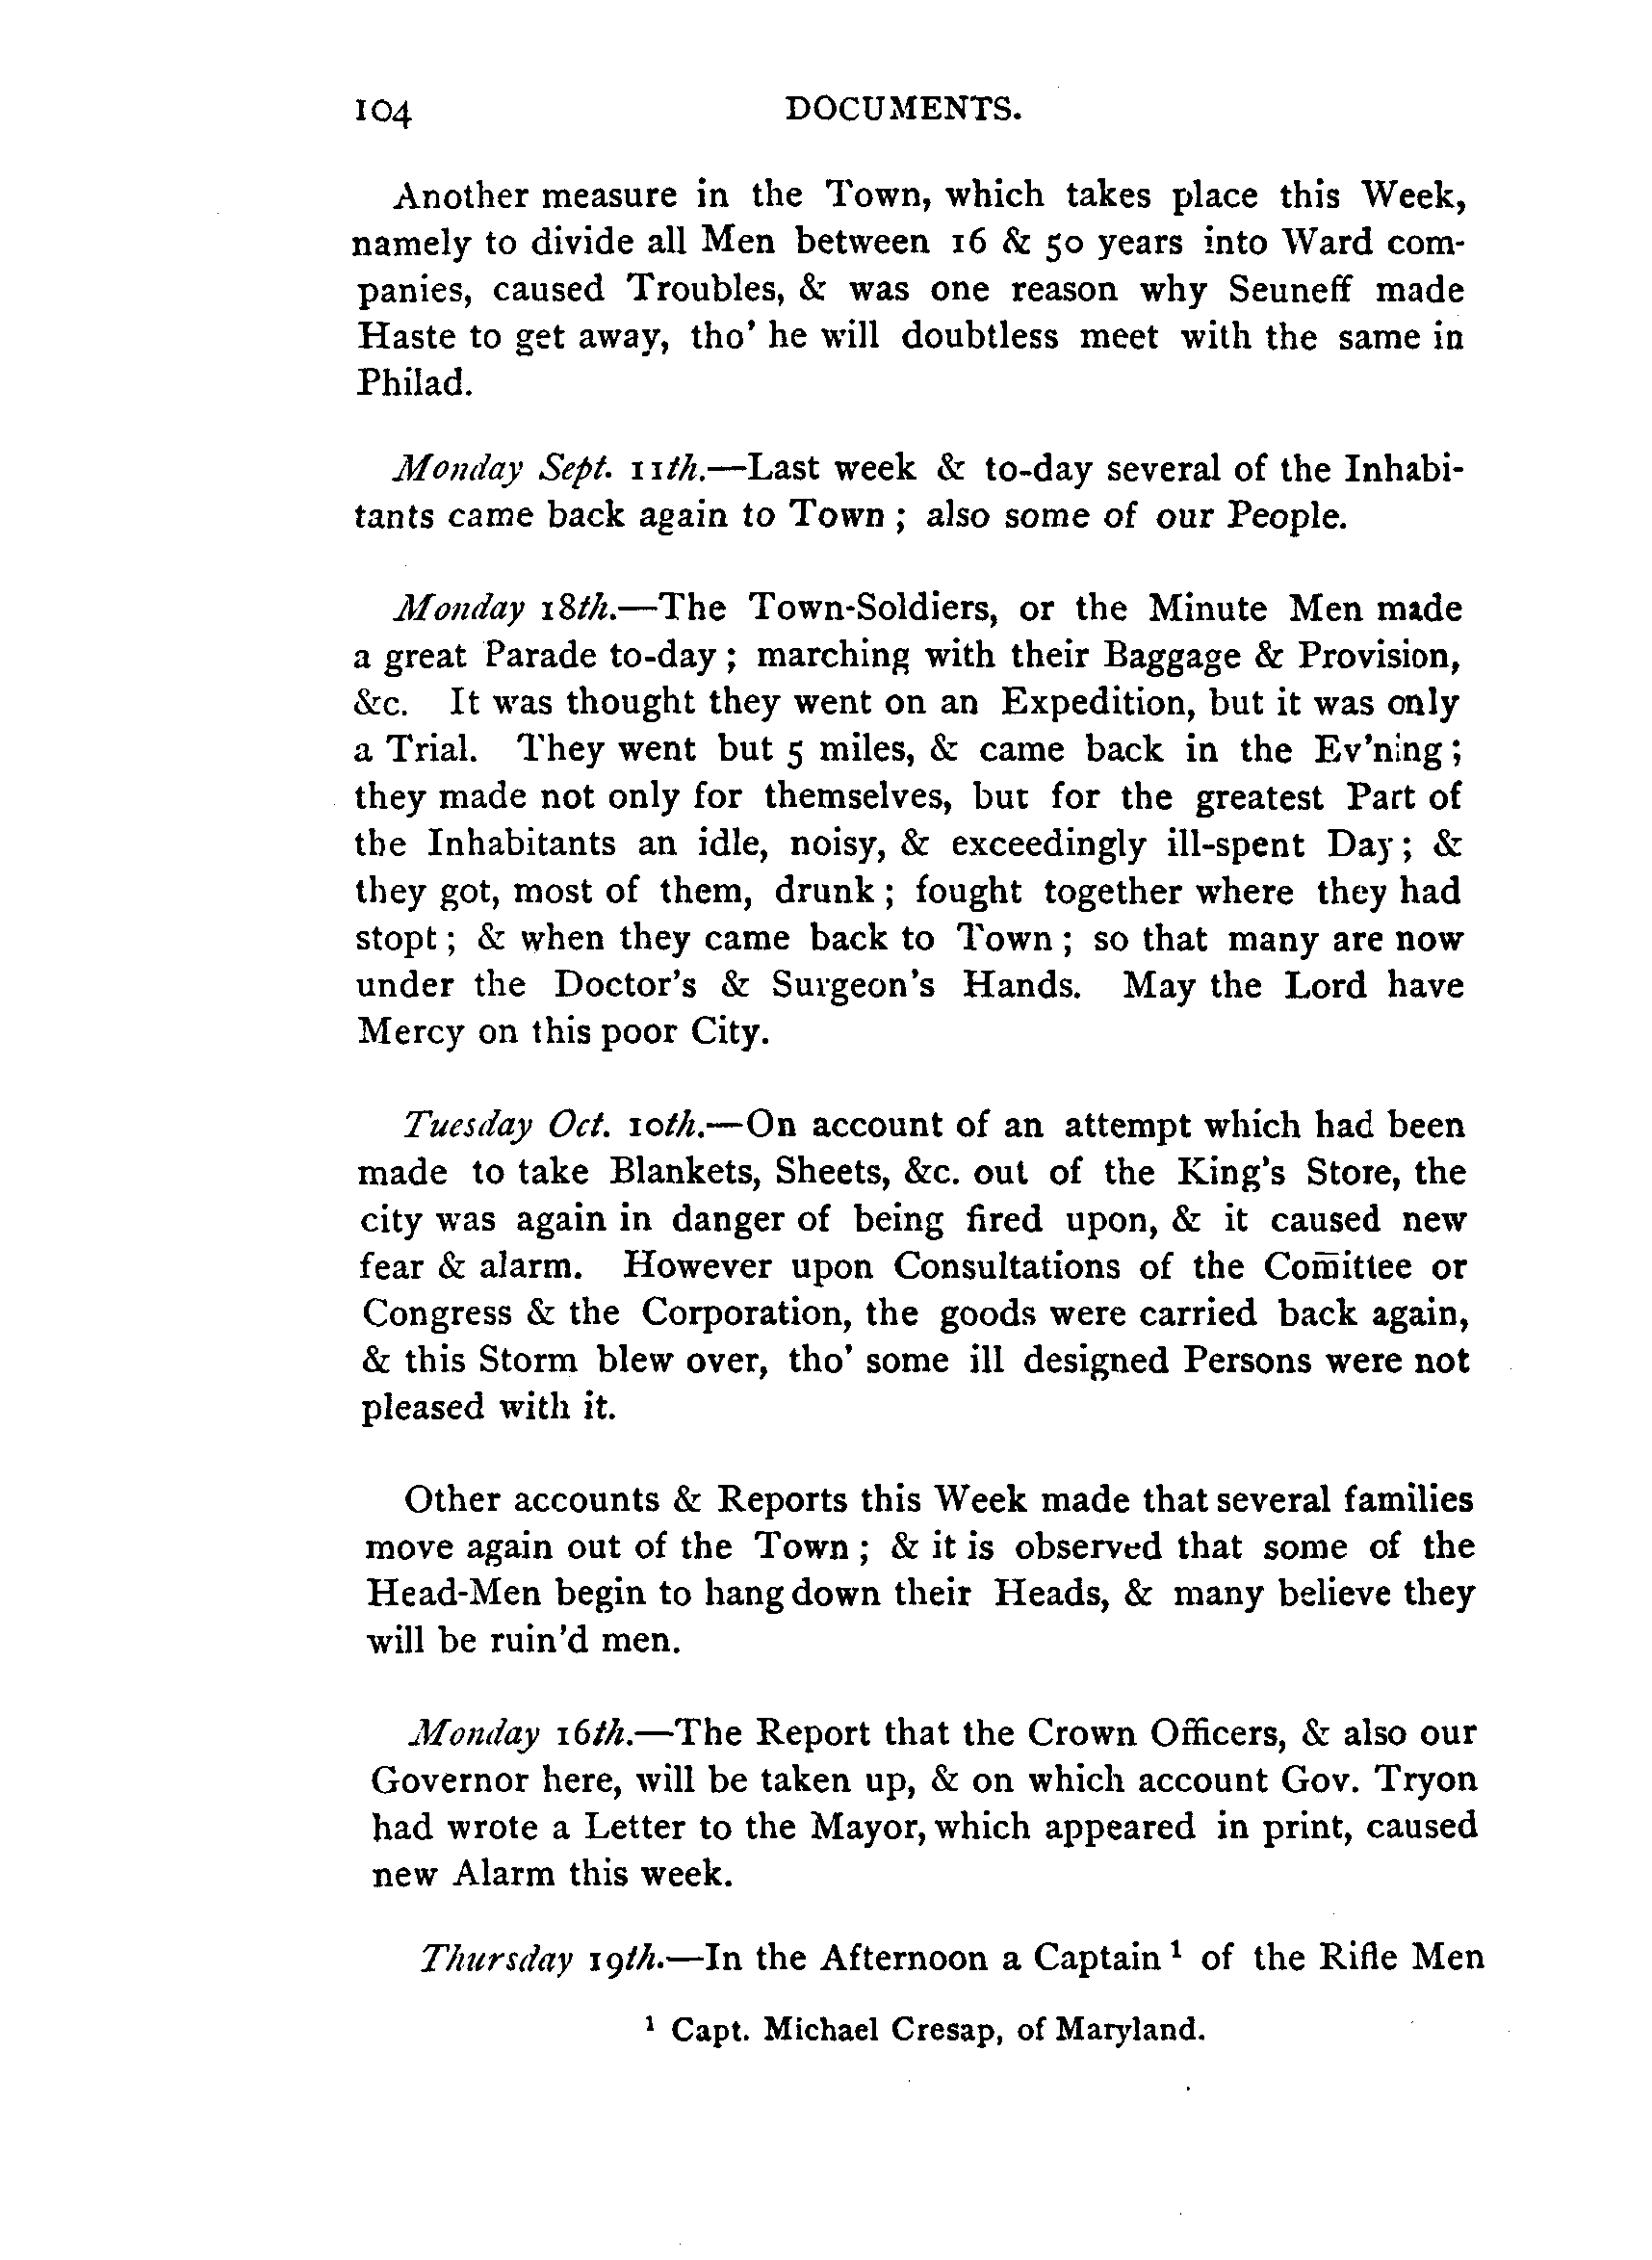 104 DOCUMENTS.
Another measure in the Town, which takes place this Week,
namely to divide all Men between 16 & 50 years into Ward com-
panies, caused Troubles, & was one reason why Seuneff made
Haste to get away, tho' he will doubtless meet with the same in
Philad.
Monday Sept. 11th.—Last week & to-day several of the Inhabi-
tants came back again to Town ; also some of our People.
Monday 18th.—The Town-Soldiers, or the Minute Men made
a great Parade to-day ; marching with their Baggage & Provision,
&c. It was thought they went on an Expedition, but it was only
a Trial. They went but 5 miles, & came back in the Ev'ning ;
they made not only for themselves, but for the greatest Part of
the Inhabitants an idle, noisy, & exceedingly ill-spent Day ; &
they got, most of them, drunk ; fought together where they had
stopt ; & when they came back to Town ; so that many are now
under the Doctor's & Surgeon's Hands. May the Lord have
Mercy on this poor City.
Tuesday Oct. 10th.—On account of an attempt which had been
made to take Blankets, Sheets, &c. out of the King's Store, the
city was again in danger of being fired upon, & it caused new
fear & alarm. However upon Consultations of the Com̅ittee or
Congress & the Corporation, the goods were carried back again,
& this Storm blew over, tho' some ill designed Persons were not
pleased with it.
Other accounts & Reports this Week made that several families
move again out of the Town ; & it is observed that some of the
Head-Men begin to hang down their Heads, & many believe they
will be ruin'd men.
Monday 16th.—The Report that the Crown Officers, & also our
Governor here, will be taken up, & on which account Gov. Tryon
had wrote a Letter to the Mayor, which appeared in print, caused
new Alarm this week.
Thursday 19th.—In the Afternoon a Captain ¹ of the Rifle Men
¹ Capt. Michael Cresap, of Maryland.